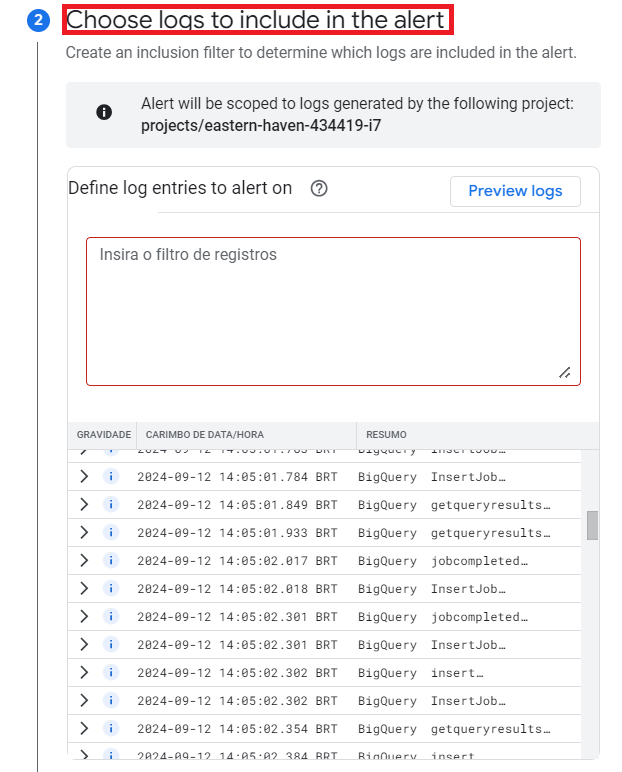 2 Choose logs to include in the alert
Create an inclusion filter to determine which logs are included in the alert.
Alert will be scoped to logs generated by the following project:
projects/eastern-haven-434419-i7
Define log entries to alert on
Preview logs
Insira o filtro de registros
GRAVIDADE CARIMBO DE DATA/HORA RESUMO
2024-09-12 14:05:01.763 BRT BigQuery InsertJob…
2024-09-12 14:05:01.784 BRT BigQuery InsertJob…
2024-09-12 14:05:01.849 BRT BigQuery getqueryresults…
2024-09-12 14:05:01.933 BRT BigQuery getqueryresults…
2024-09-12 14:05:02.017 BRT BigQuery jobcompleted…
2024-09-12 14:05:02.018 BRT BigQuery InsertJob…
2024-09-12 14:05:02.301 BRT BigQuery jobcompleted…
2024-09-12 14:05:02.301 BRT BigQuery InsertJob…
2024-09-12 14:05:02.302 BRT BigQuery insert…
2024-09-12 14:05:02.302 BRT BigQuery InsertJob…
2024-09-12 14:05:02.354 BRT BigQuery getqueryresults…
2024-09-12 14:05:02.384 BRT BigQuery insert